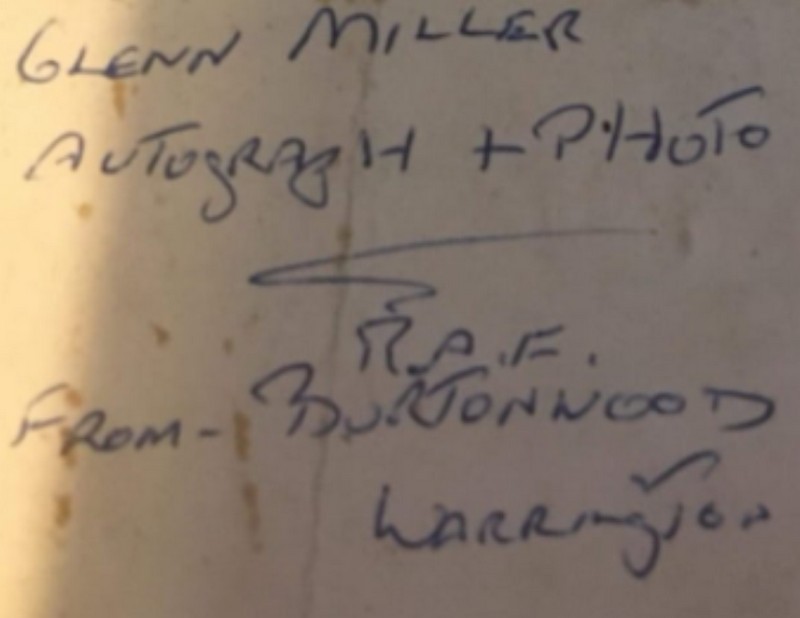 GLENN MILLER
AUTOGRAPH + PHOTO
R.A.F.
FROM - BURTONWOOD
WARRINGTON